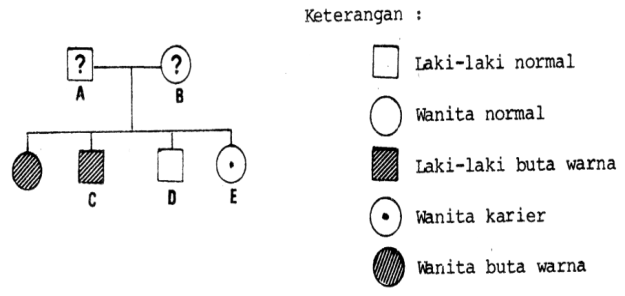 Keterangan :
? ?
A B
C D E
Laki-laki normal
Wanita normal
Laki-laki buta warna
Wanita karier
Wanita buta warna